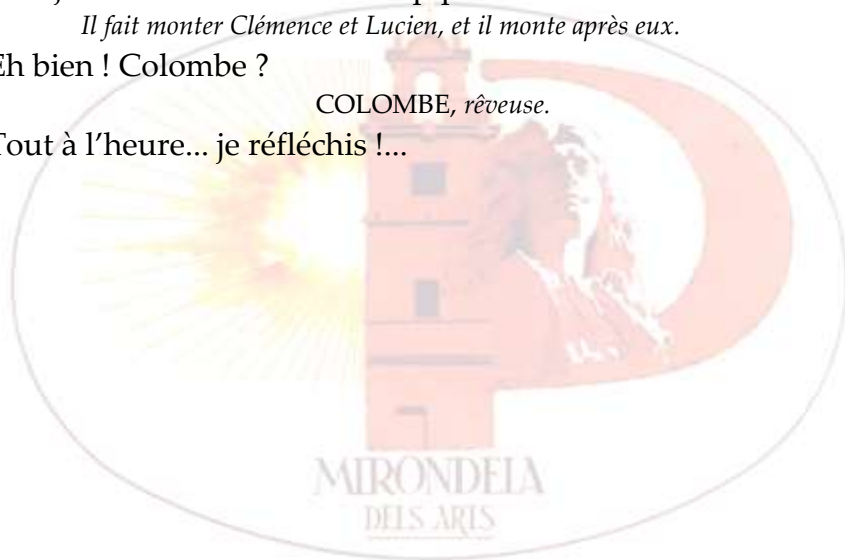 Il fait monter Clémence et Lucien, et il monte après eux.
Eh bien ! Colombe ?
COLOMBE, rêveuse.
Tout à l'heure... je réfléchis !...
MIRONDELA
DELS ARTS